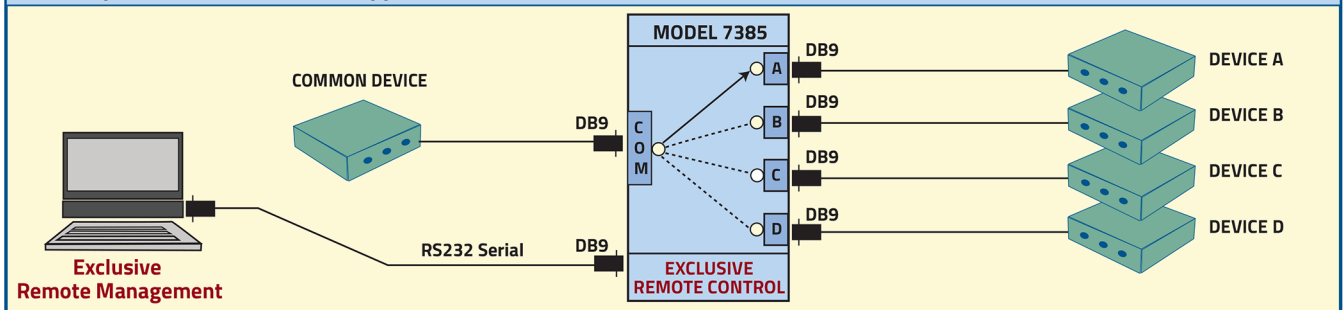 MODEL 7385
COMMON DEVICE
DB9
C
O
M
A
B
C
D
DB9
DB9
DB9
DB9
DEVICE A
DEVICE B
DEVICE C
DEVICE D
RS232 Serial
DB9
Exclusive
Remote Management
EXCLUSIVE
REMOTE CONTROL